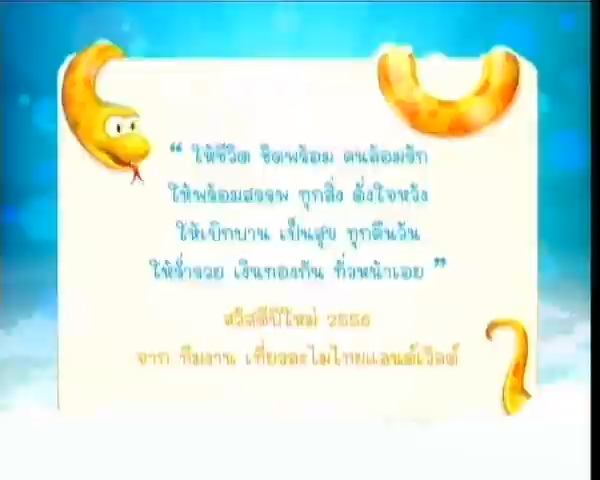 “ ให้ชีวิต ชิดพร้อม คนล้อมรัก
ให้พร้อมสรรพ ทุกสิ่ง ดั่งใจหวัง
ให้เบิกบาน เป็นสุข ทุกคืนวัน
ให้ร่ำรวย เงินทองกัน ทั่วหน้าเอย ”
สวัสดีปีใหม่ 2556
จาก ทีมงาน เที่ยวละไมไทยแลนด์เวิลด์